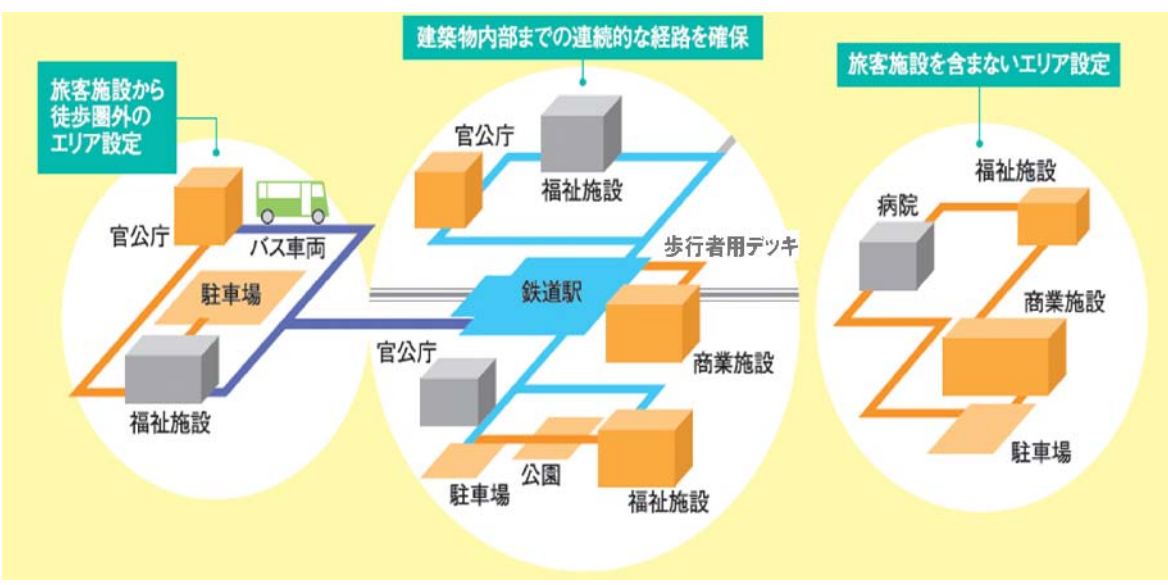 旅客施設から
徒歩圏外の
エリア設定
官公庁
バス車両
駐車場
福祉施設
建築物内部までの連続的な経路を確保
官公庁
福祉施設
歩行者用デッキ
鉄道駅
官公庁
商業施設
駐車場
公園
福祉施設
旅客施設を含まないエリア設定
福祉施設
病院
商業施設
駐車場